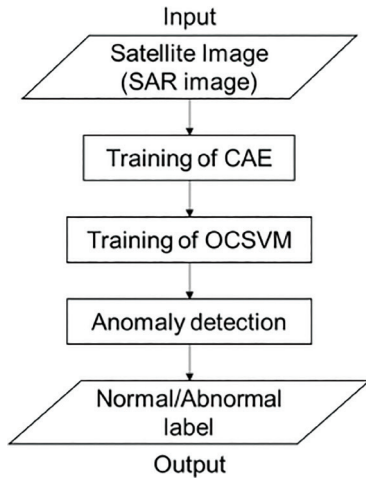 Input
Satellite Image
(SAR image)
Training of CAE
Training of OCSVM
Anomaly detection
Normal/Abnormal
label
Output